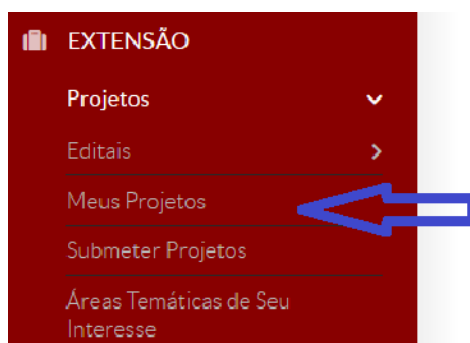 EXTENSÃO
Projetos
Editais
Meus Projetos
Submeter Projetos
Áreas Temáticas de Seu
Interesse